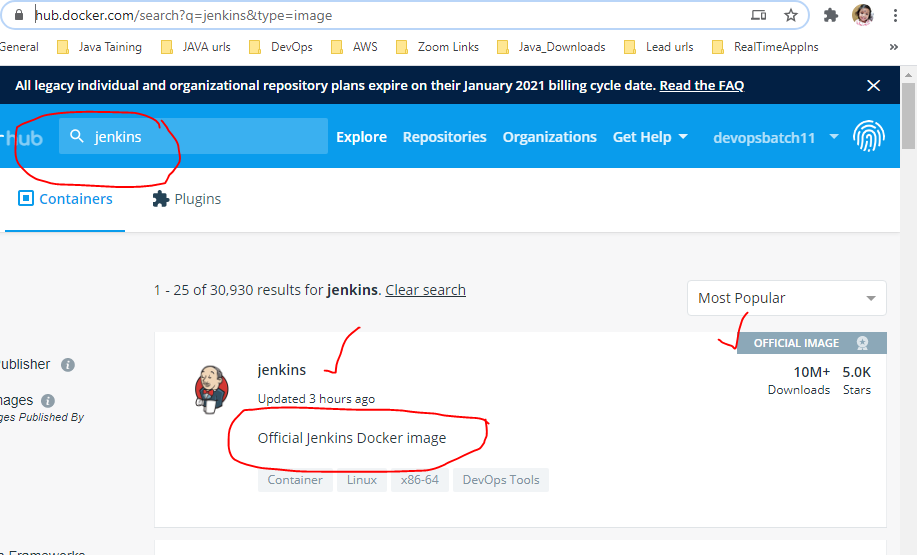 hub.docker.com/search?q=jenkins&type=image
General Java Taining JAVA urls DevOps AWS Zoom Links Java_Downloads Lead urls RealTimeAppIns »
All legacy individual and organizational repository plans expire on their January 2021 billing cycle date. Read the FAQ
hub jenkins Explore Repositories Organizations Get Help devopsbatch11
Containers Plugins
1 - 25 of 30,930 results for jenkins. Clear search
Most Popular
OFFICIAL IMAGE
ublisher
jenkins
10M+ 5.0K
Downloads Stars
Updated 3 hours ago
mages
ges Published By
Official Jenkins Docker image
Container Linux x86-64 DevOps Tools